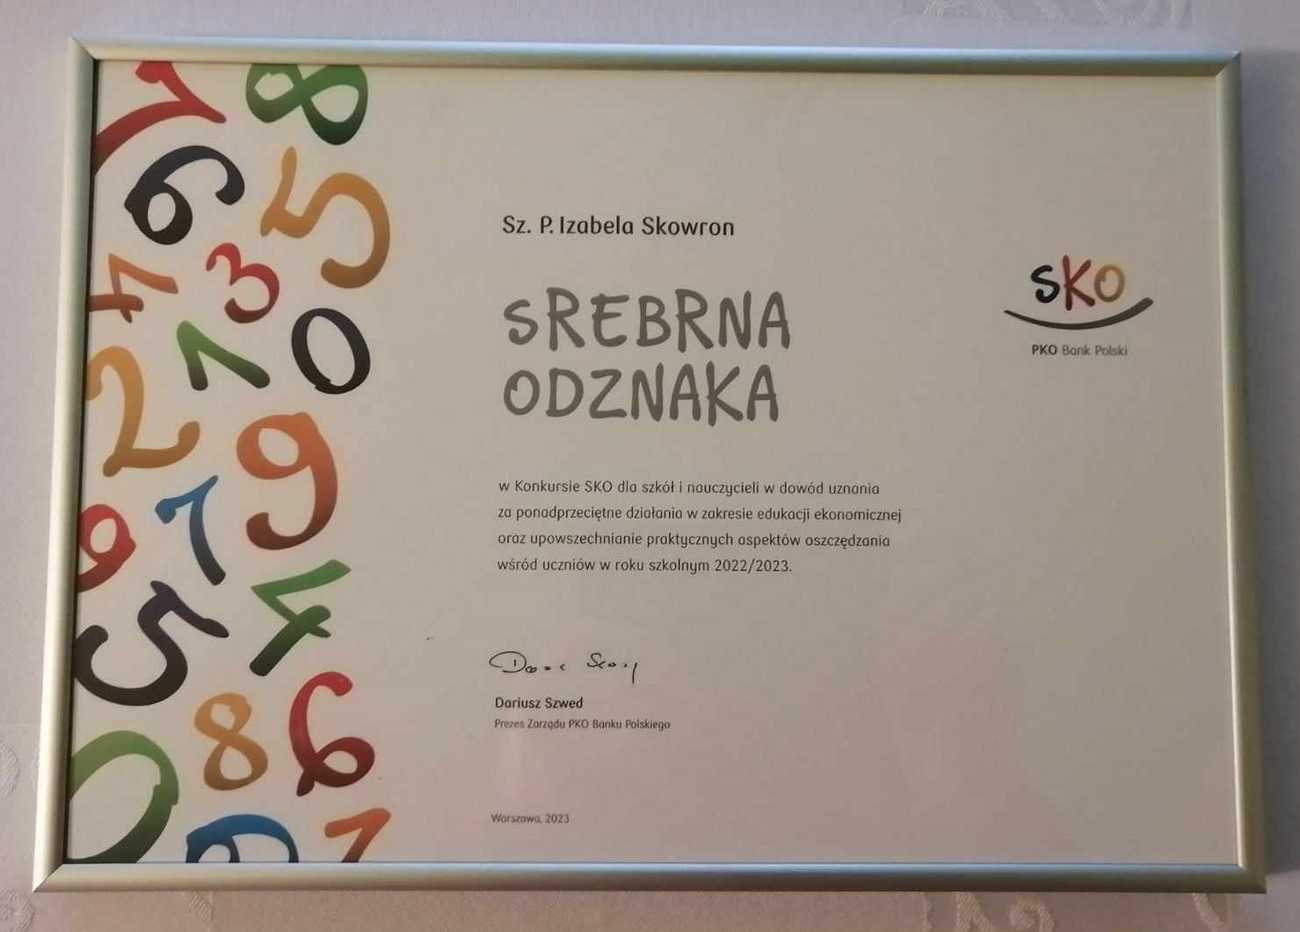 Sz. P. Izabela Skowron
SREBRNA
ODZNAKA
SKO
PKO Bank Polski
w Konkursie SKO dla szkół i nauczycieli w dowód uznania
za ponadprzeciętne działania w zakresie edukacji ekonomicznej
oraz upowszechnianie praktycznych aspektów oszczędzania
wśród uczniów w roku szkolnym 2022/2023.
Dariusz Szwed
Prezes Zarządu PKO Banku Polskiego
Warszawa, 2023